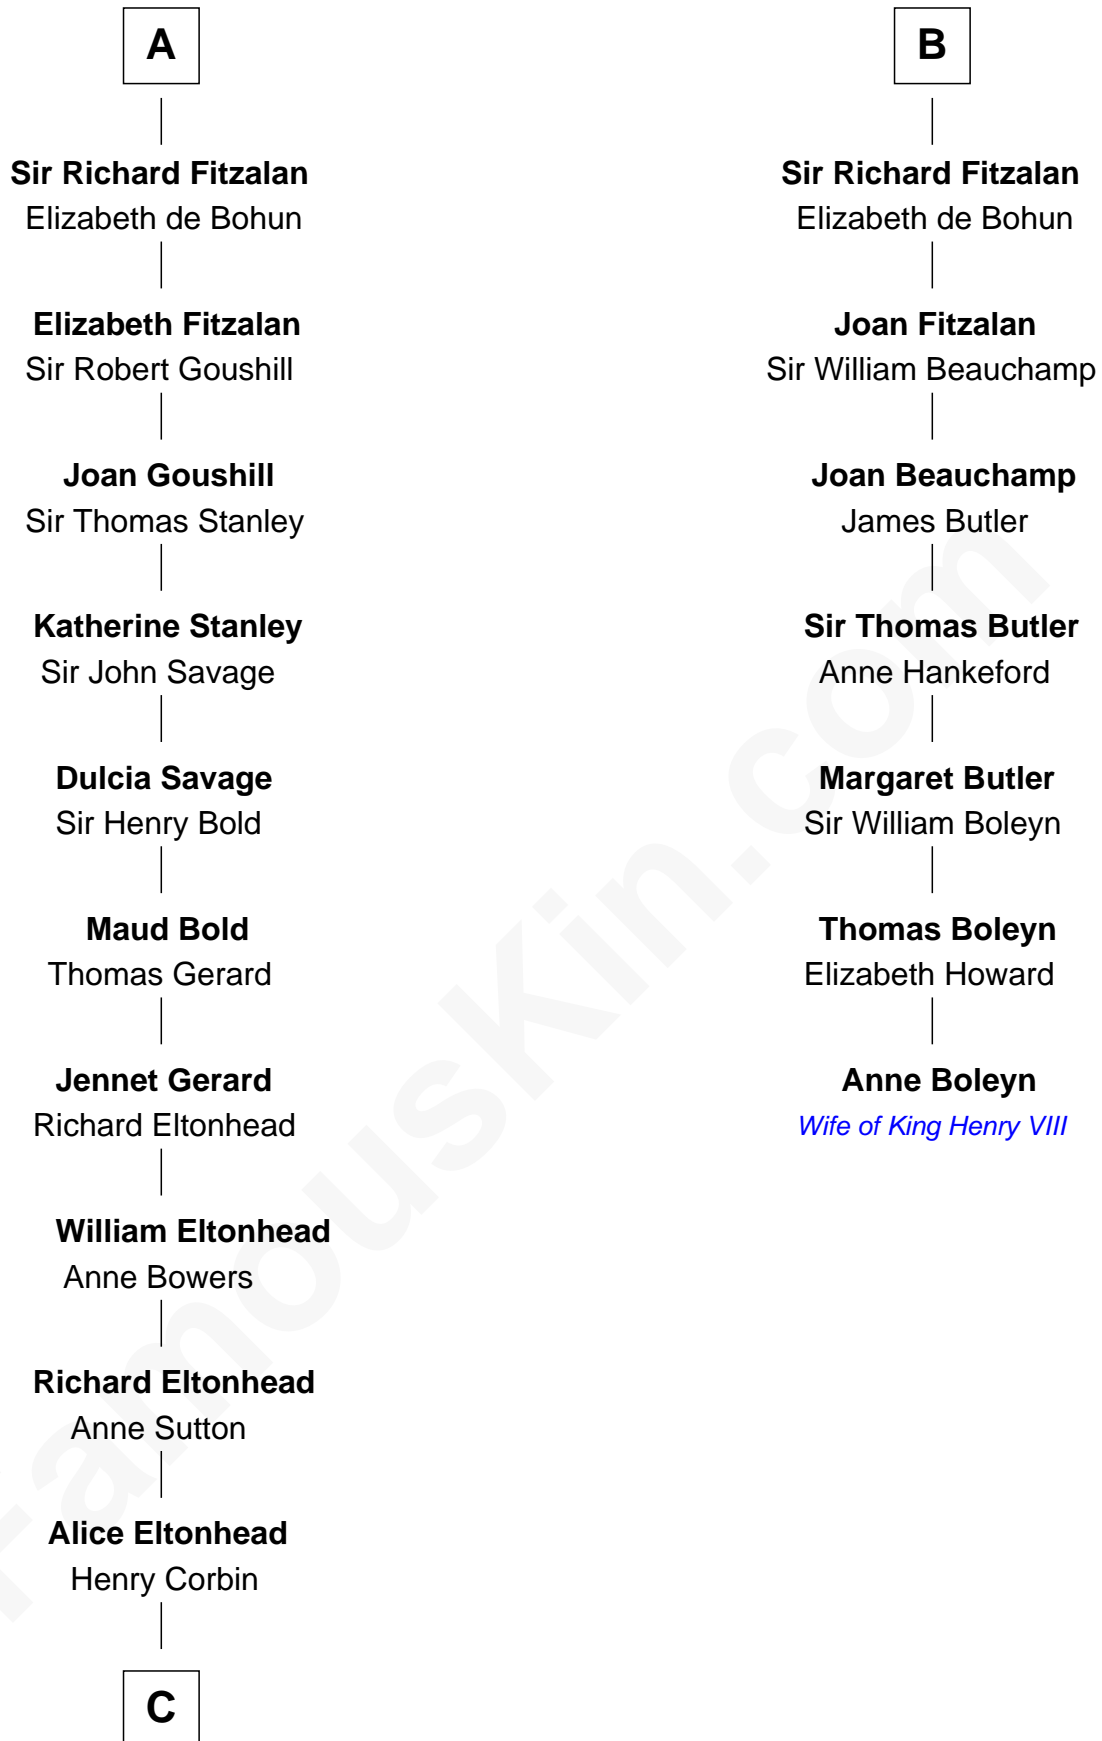 A
Sir Richard Fitzalan
Elizabeth de Bohun
Elizabeth Fitzalan
Sir Robert Goushill
Joan Goushill
Sir Thomas Stanley
Katherine Stanley
Sir John Savage
Dulcia Savage
Sir Henry Bold
Maud Bold
Thomas Gerard
Jennet Gerard
Richard Eltonhead
William Eltonhead
Anne Bowers
Richard Eltonhead
Anne Sutton
Alice Eltonhead
Henry Corbin
C
B
Sir Richard Fitzalan
Elizabeth de Bohun
Joan Fitzalan
Sir William Beauchamp
Joan Beauchamp
James Butler
Sir Thomas Butler
Anne Hankeford
Margaret Butler
Sir William Boleyn
Thomas Boleyn
Elizabeth Howard
Anne Boleyn
Wife of King Henry VIII
FamousKin.com